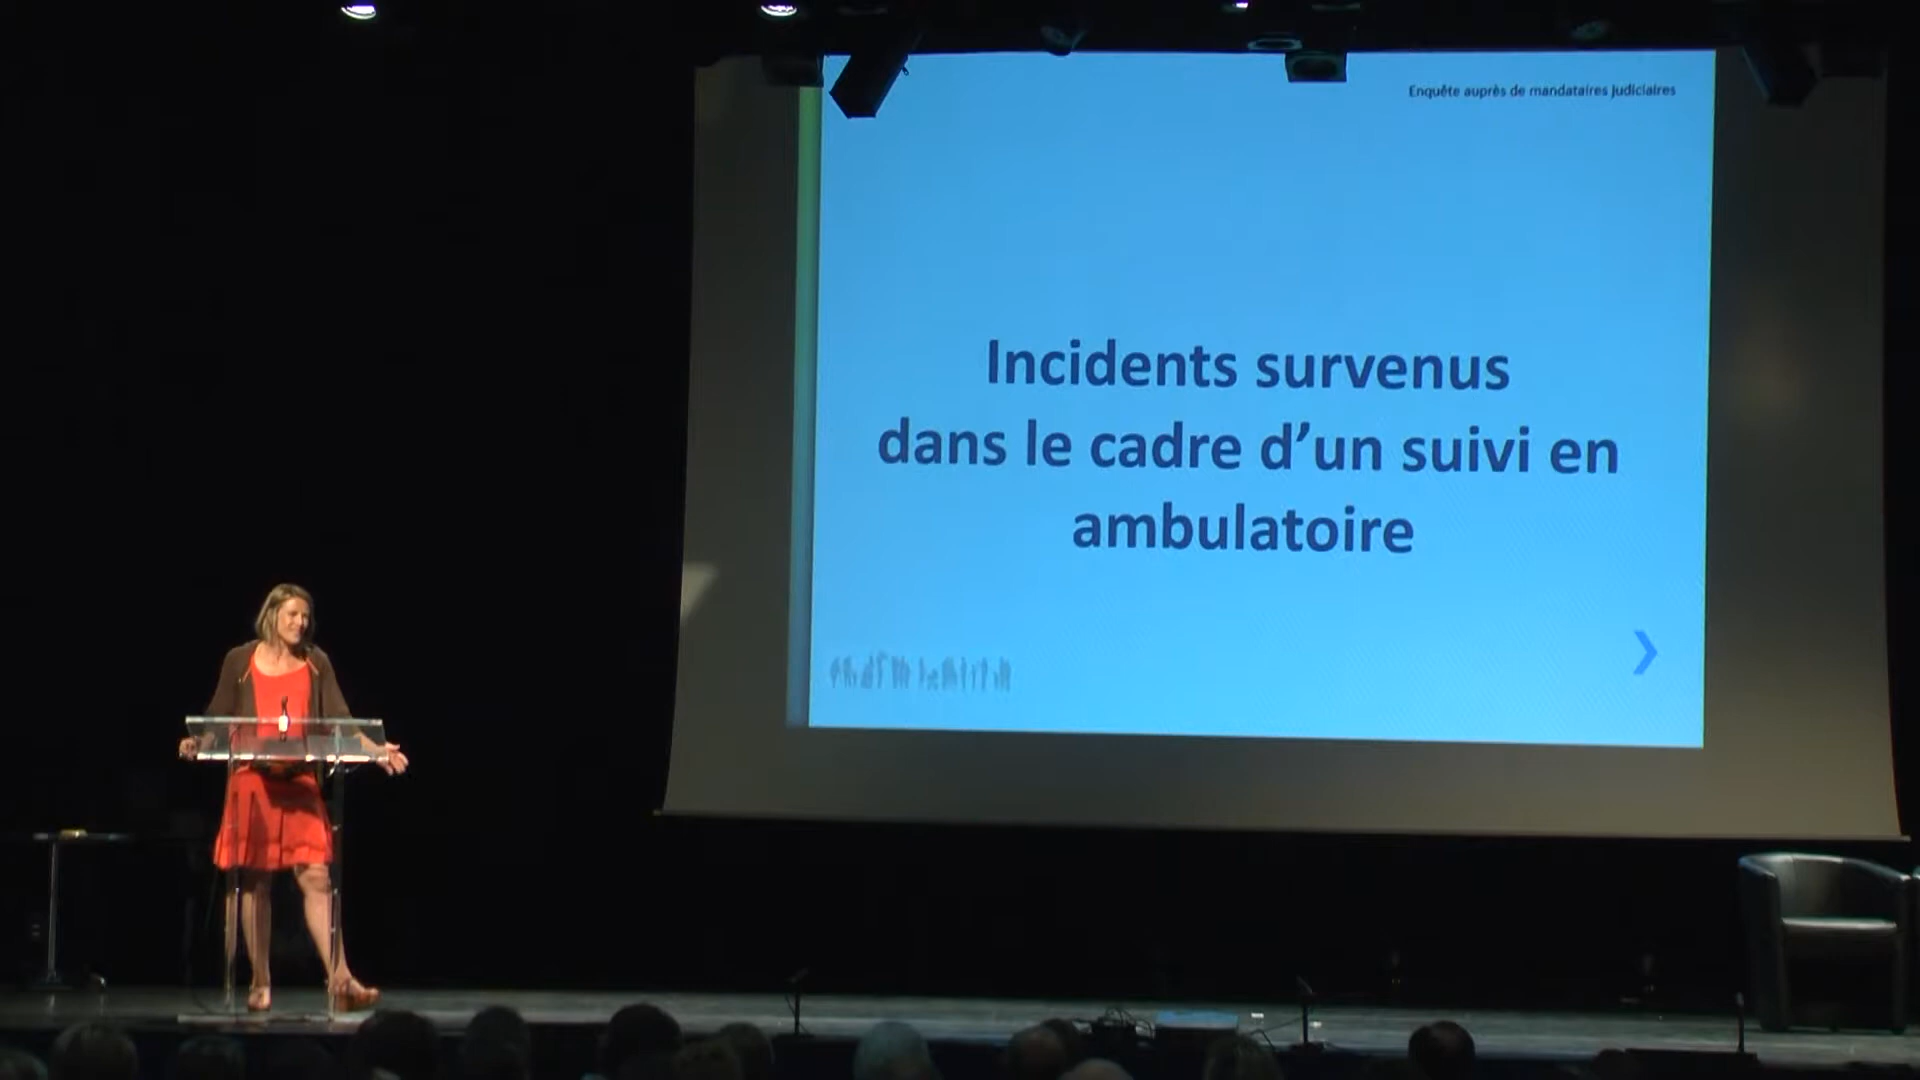 Enquête auprès de mandataires judiciaires
Incidents survenus
dans le cadre d’un suivi en
ambulatoire